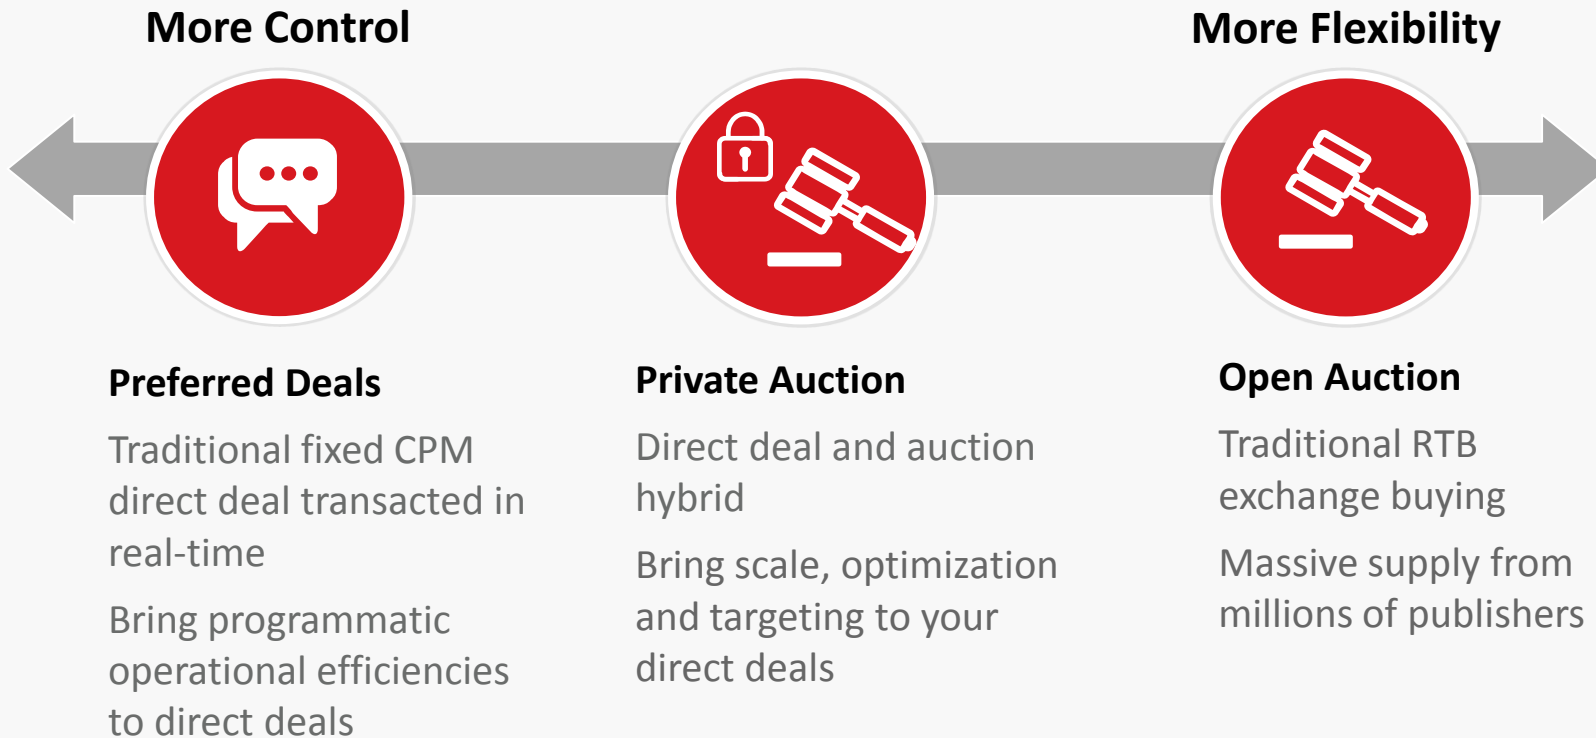 More Control
More Flexibility
Preferred Deals
Traditional fixed CPM
direct deal transacted in
real-time
Bring programmatic
operational efficiencies
to direct deals
Private Auction
Direct deal and auction
hybrid
Bring scale, optimization
and targeting to your
direct deals
Open Auction
Traditional RTB
exchange buying
Massive supply from
millions of publishers